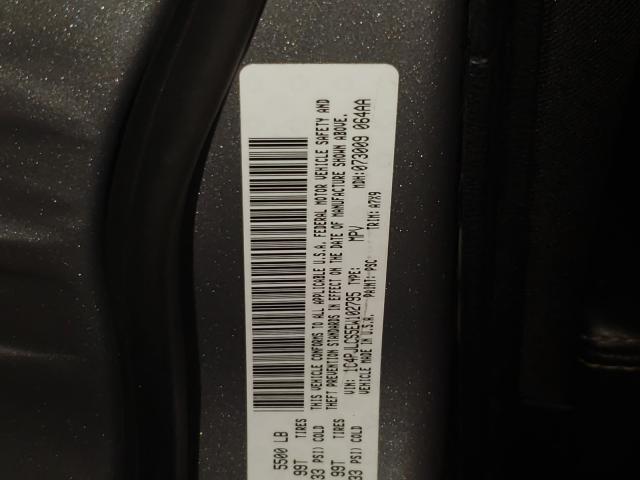 5500 LB
99T TIRES
33 PSI) COLD
99T TIRES
33 PSI) COLD
THIS VEHICLE CONFORMS TO ALL APPLICABLE U.S.A. FEDERAL MOTOR VEHICLE SAFETY AND
THEFT PREVENTION STANDARDS IN EFFECT ON THE DATE OF MANUFACTURE SHOWN ABOVE.
VIN: 1C4PJLCS5EW102795 TYPE: MPV MDH:073009 064AA
VEHICLE MADE IN U.S.A. PAINT: PSC TRIM: A7X9